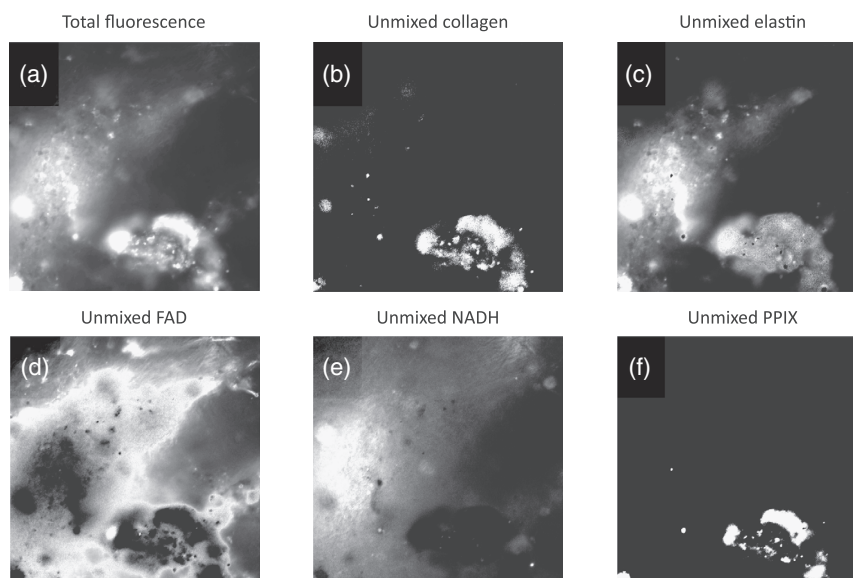 Total fluorescence Unmixed collagen Unmixed elastin
(a) (b) (c)
Unmixed FAD Unmixed NADH Unmixed PPIX
(d) (e) (f)